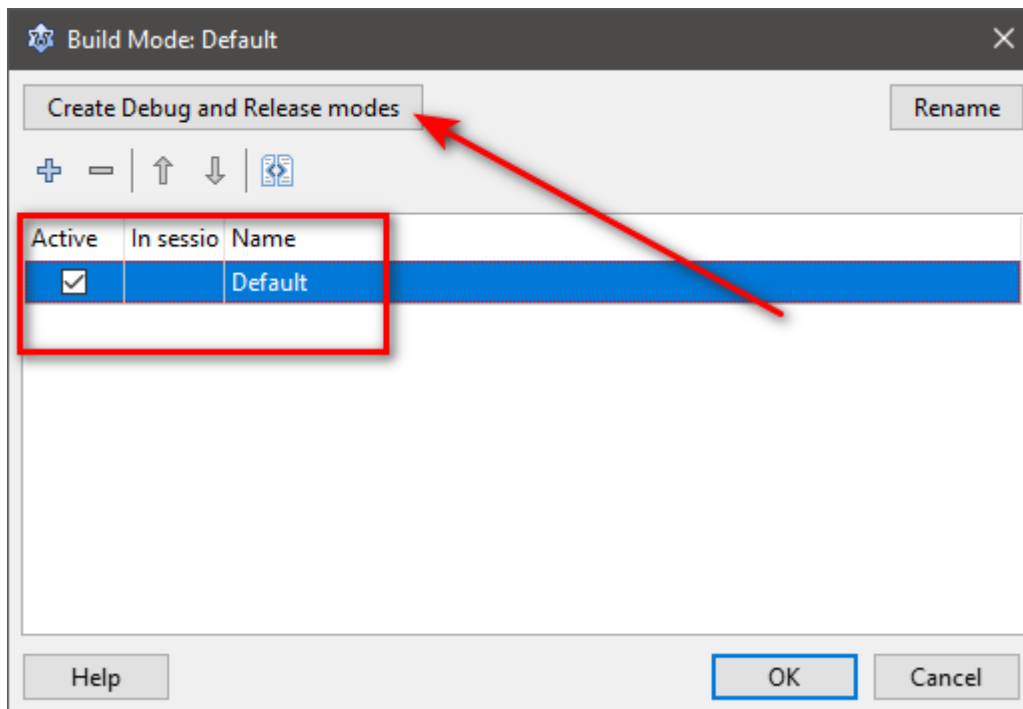 Build Mode: Default
Create Debug and Release modes
Rename
Active In sessio Name
Default
Help
OK
Cancel